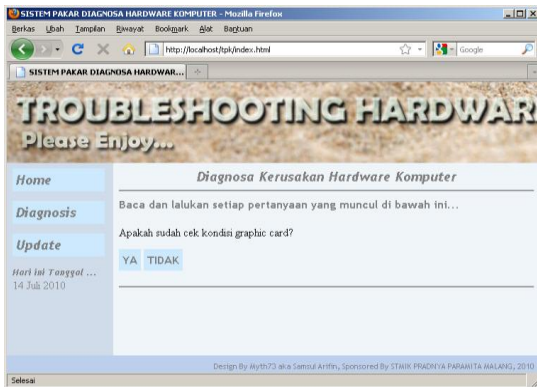 SISTEM PAKAR DIAGNOSA HARDWARE KOMPUTER - Mozilla Firefox
Berkas Ubah Tampilan Riwayat Bookmark Alat Bantuan
http://localhost/tpk/index.html
Google
SISTEM PAKAR DIAGNOSA HARDWAR...
TROUBLESHOOTING HARDWAR
Please Enjoy...
Home
Diagnosis
Update
Hari ini Tanggal ...
14 Juli 2010
Diagnosa Kerusakan Hardware Komputer
Baca dan lalukan setiap pertanyaan yang muncul di bawah ini...
Apakah sudah cek kondisi graphic card?
YA TIDAK
Design By Myth73 aka Samsul Arifin, Sponsored By STMIK PRADNYA PARAMITA MALANG, 2010
Selesai